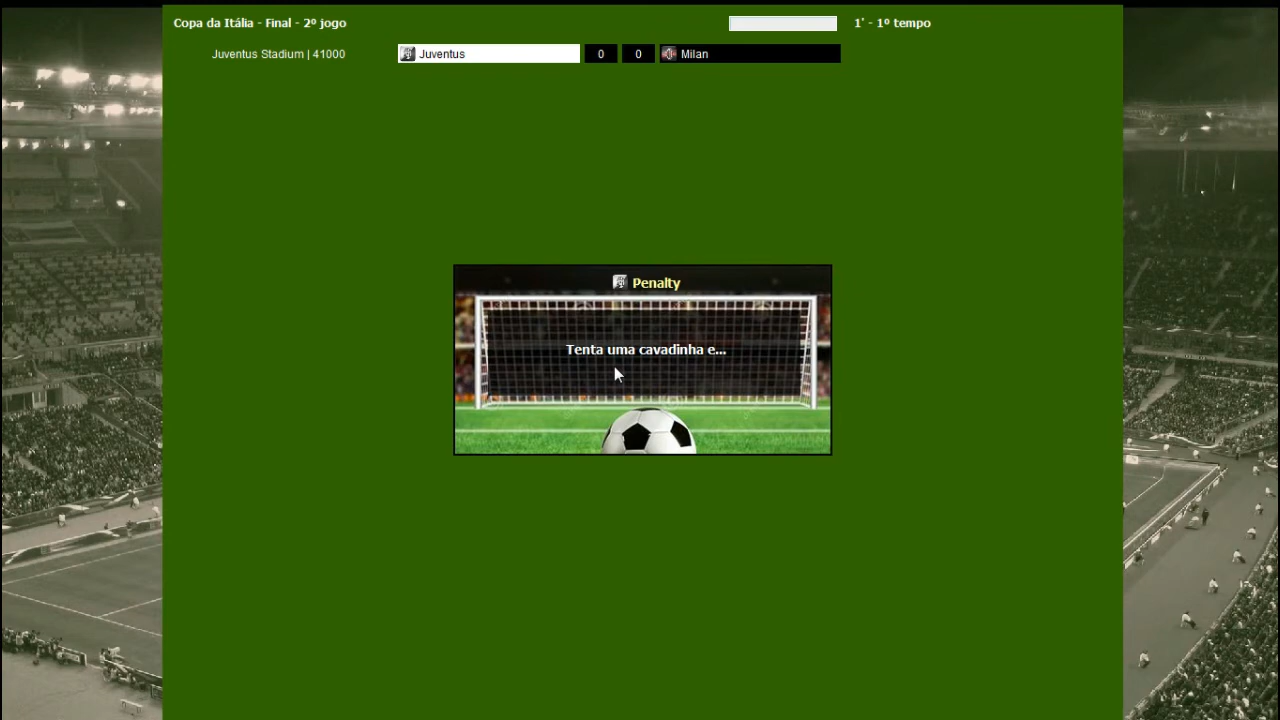 Copa da Itália - Final - 2º jogo
1' - 1º tempo
Juventus Stadium | 41000
Juventus
0
0
Milan
Penalty
Tenta uma cavadinha e...